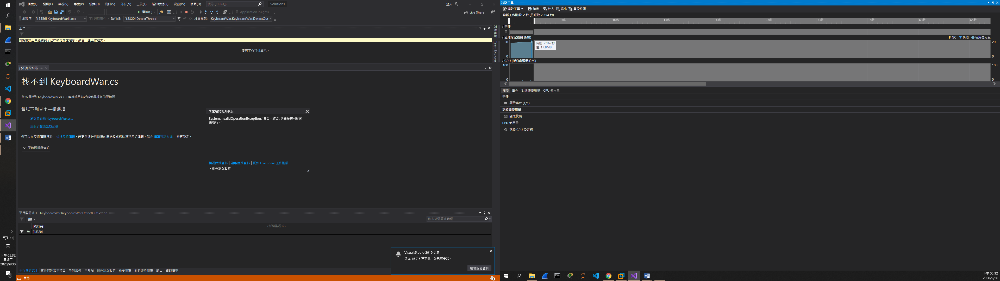 檔案(F) 編輯(E) 檢視(V) 專案(P) 偵錯(D) 測試(S) 分析(N) 工具(T) 延伸模組(X) 視窗(W) 說明(H) 搜尋 (Ctrl+Q) Solution1 登入
繼續(C) Application Insights Live Share
處理序: [15556] KeyboardWarIII.exe 週期事件 執行緒: [18320] DetectThread 堆疊框架: KeyboardWar.KeyboardWar.DetectOut
工作
因為偵錯工具連結到了已在執行的處理序，致使一些工作遺失。
沒有工作可供顯示。
方案總管
Team Explorer
找不到原始碼
找不到 KeyboardWar.cs
您必須找到 KeyboardWar.cs，才能檢視目前呼叫堆疊框架的原始碼
嘗試下列其中一個選項:
- 瀏覽並尋找 KeyboardWar.cs...
- 反向組譯原始程式碼
您可以在反組譯碼視窗中 檢視反組譯碼。若要永遠針對遺漏的原始程式檔檢視其反組譯碼，請在 選項對話方塊 中變更設定。
原始碼搜尋資訊
未處理的例外狀況
System.InvalidOperationException: '集合已修改; 列舉作業可能尚
未執行。'
檢視詳細資料 | 複製詳細資料 | 開始 Live Share 工作階段...
例外狀況設定
平行監看式 1 - KeyboardWar.KeyboardWar.DetectOutScreen
依布林運算式篩選
[執行緒] <新增監看式>
[18320]
Visual Studio 2019 更新
版本 16.7.5 已下載，並已可安裝。
檢視詳細資料
平行監看式 1 套件管理器主控台 呼叫堆疊 中斷點 例外狀況設定 命令視窗 即時運算視窗 輸出 錯誤清單
就緒
3
英
下午 05:32
星期三
2020/9/30
1
診斷工具
選取工具 輸出 放大 縮小 重設檢視
診斷工作階段: 2 秒 (已選取 2.354 秒)
5秒 10秒 15秒 20秒 25秒 30秒 35秒 40秒 45秒
事件
處理序記憶體 (MB) GC 快照 私用位元組
20 20
時間: 2.167秒
值: 17.8MB
0 0
CPU (所有處理器的 %)
100 100
0 0
摘要 事件 記憶體使用量 CPU 使用量
事件
顯示事件 (1/1)
記憶體使用量
擷取快照
CPU 使用量
記錄 CPU 設定檔
下午 05:32
2020/9/30